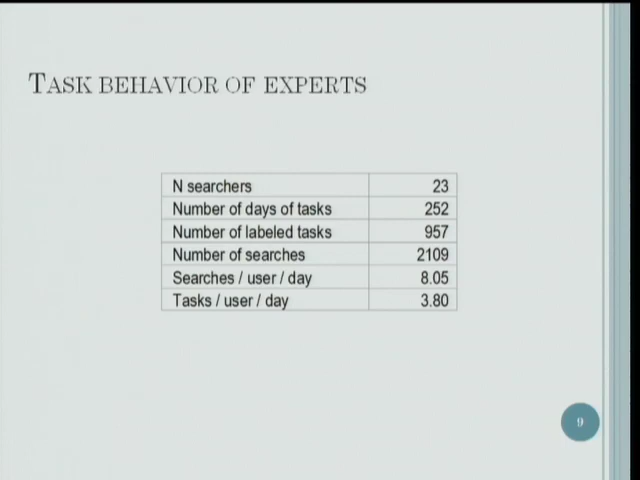 TASK BEHAVIOR OF EXPERTS
N searchers 23
Number of days of tasks 252
Number of labeled tasks 957
Number of searches 2109
Searches / user / day 8.05
Tasks / user / day 3.80
9